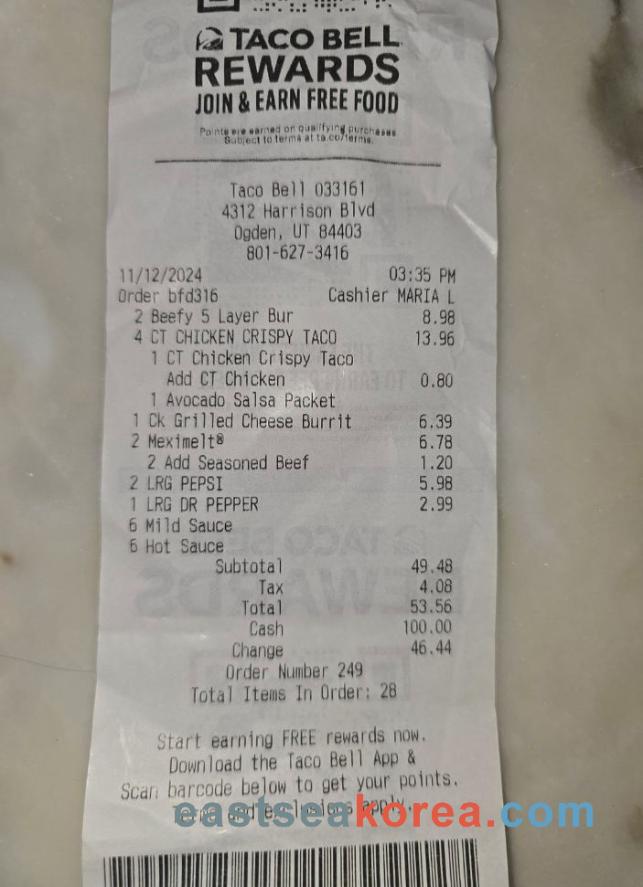 TACO BELL
REWARDS
JOIN & EARN FREE FOOD
Points are earned on qualifying purchases
Subject to terms at ta.co/terms.
Taco Bell 033161
4312 Harrison Blvd
Ogden, UT 84403
801-627-3416
11/12/2024 03:35 PM
Order bfd316 Cashier MARIA L
2 Beefy 5 Layer Bur 8.98
4 CT CHICKEN CRISPY TACO 13.96
1 CT Chicken Crispy Taco
Add CT Chicken 0.80
1 Avocado Salsa Packet
1 Ck Grilled Cheese Burrit 6.39
2 Meximelt® 6.78
2 Add Seasoned Beef 1.20
2 LRG PEPSI 5.98
1 LRG DR PEPPER 2.99
6 Mild Sauce
6 Hot Sauce
Subtotal 49.48
Tax 4.08
Total 53.56
Cash 100.00
Change 46.44
Order Number 249
Total Items In Order: 28
Start earning FREE rewards now.
Download the Taco Bell App &
Scan barcode below to get your points.
apply.
eastseakorea.com